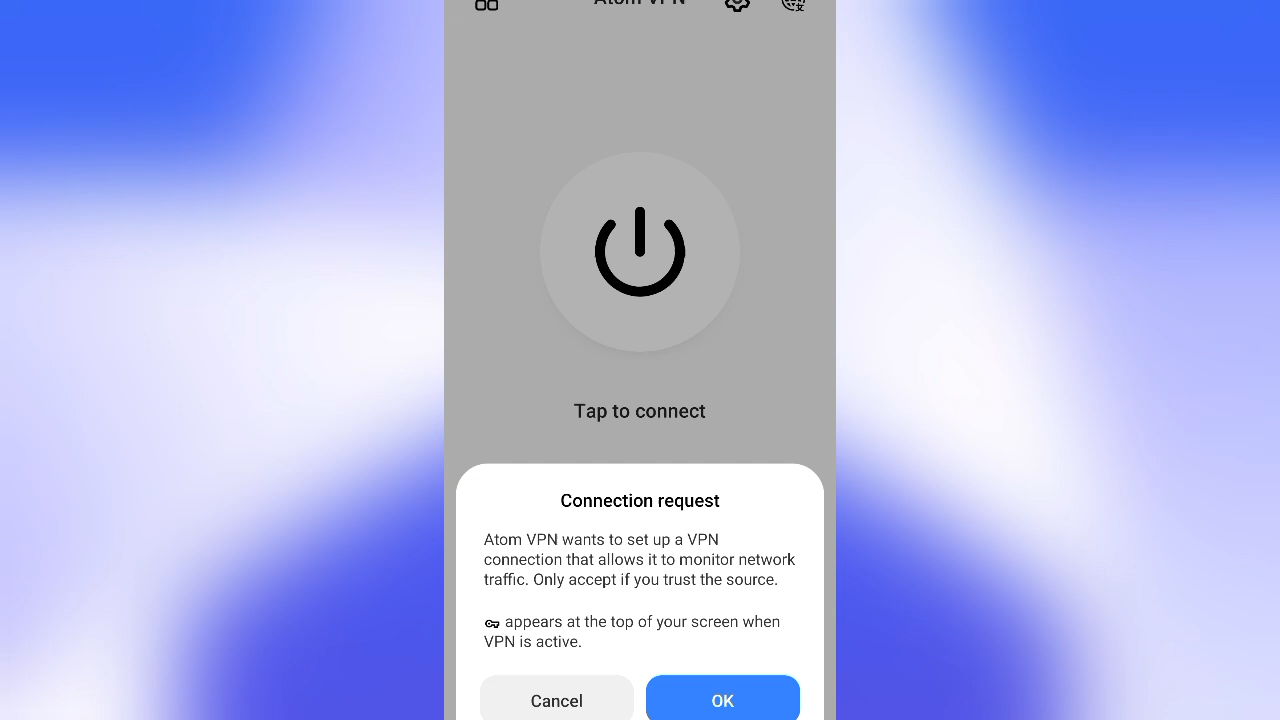 Atom VPN
Tap to connect
Connection request
Atom VPN wants to set up a VPN
connection that allows it to monitor network
traffic. Only accept if you trust the source.
appears at the top of your screen when
VPN is active.
Cancel OK